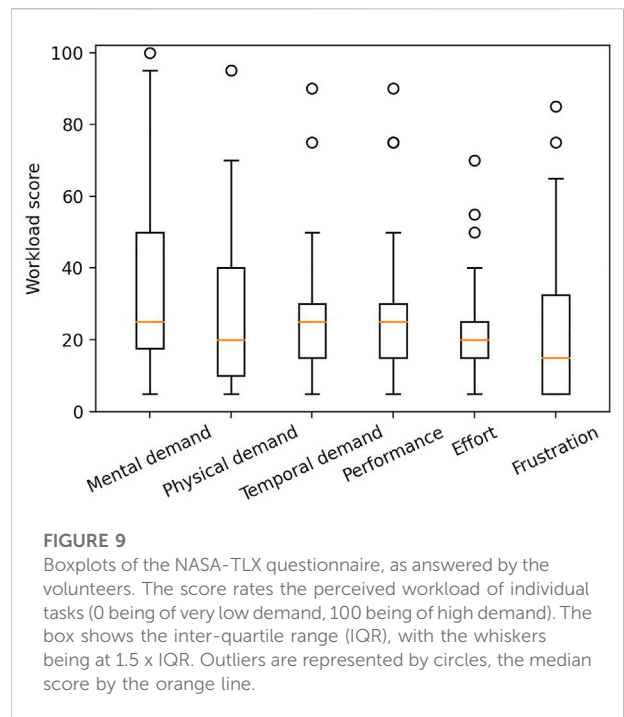 100
80
60
40
20
0
Workload score
Mental demand
Physical demand
Temporal demand
Performance
Effort
Frustration
FIGURE 9
Boxplots of the NASA-TLX questionnaire, as answered by the
volunteers. The score rates the perceived workload of individual
tasks (0 being of very low demand, 100 being of high demand). The
box shows the inter-quartile range (IQR), with the whiskers
being at 1.5 x IQR. Outliers are represented by circles, the median
score by the orange line.